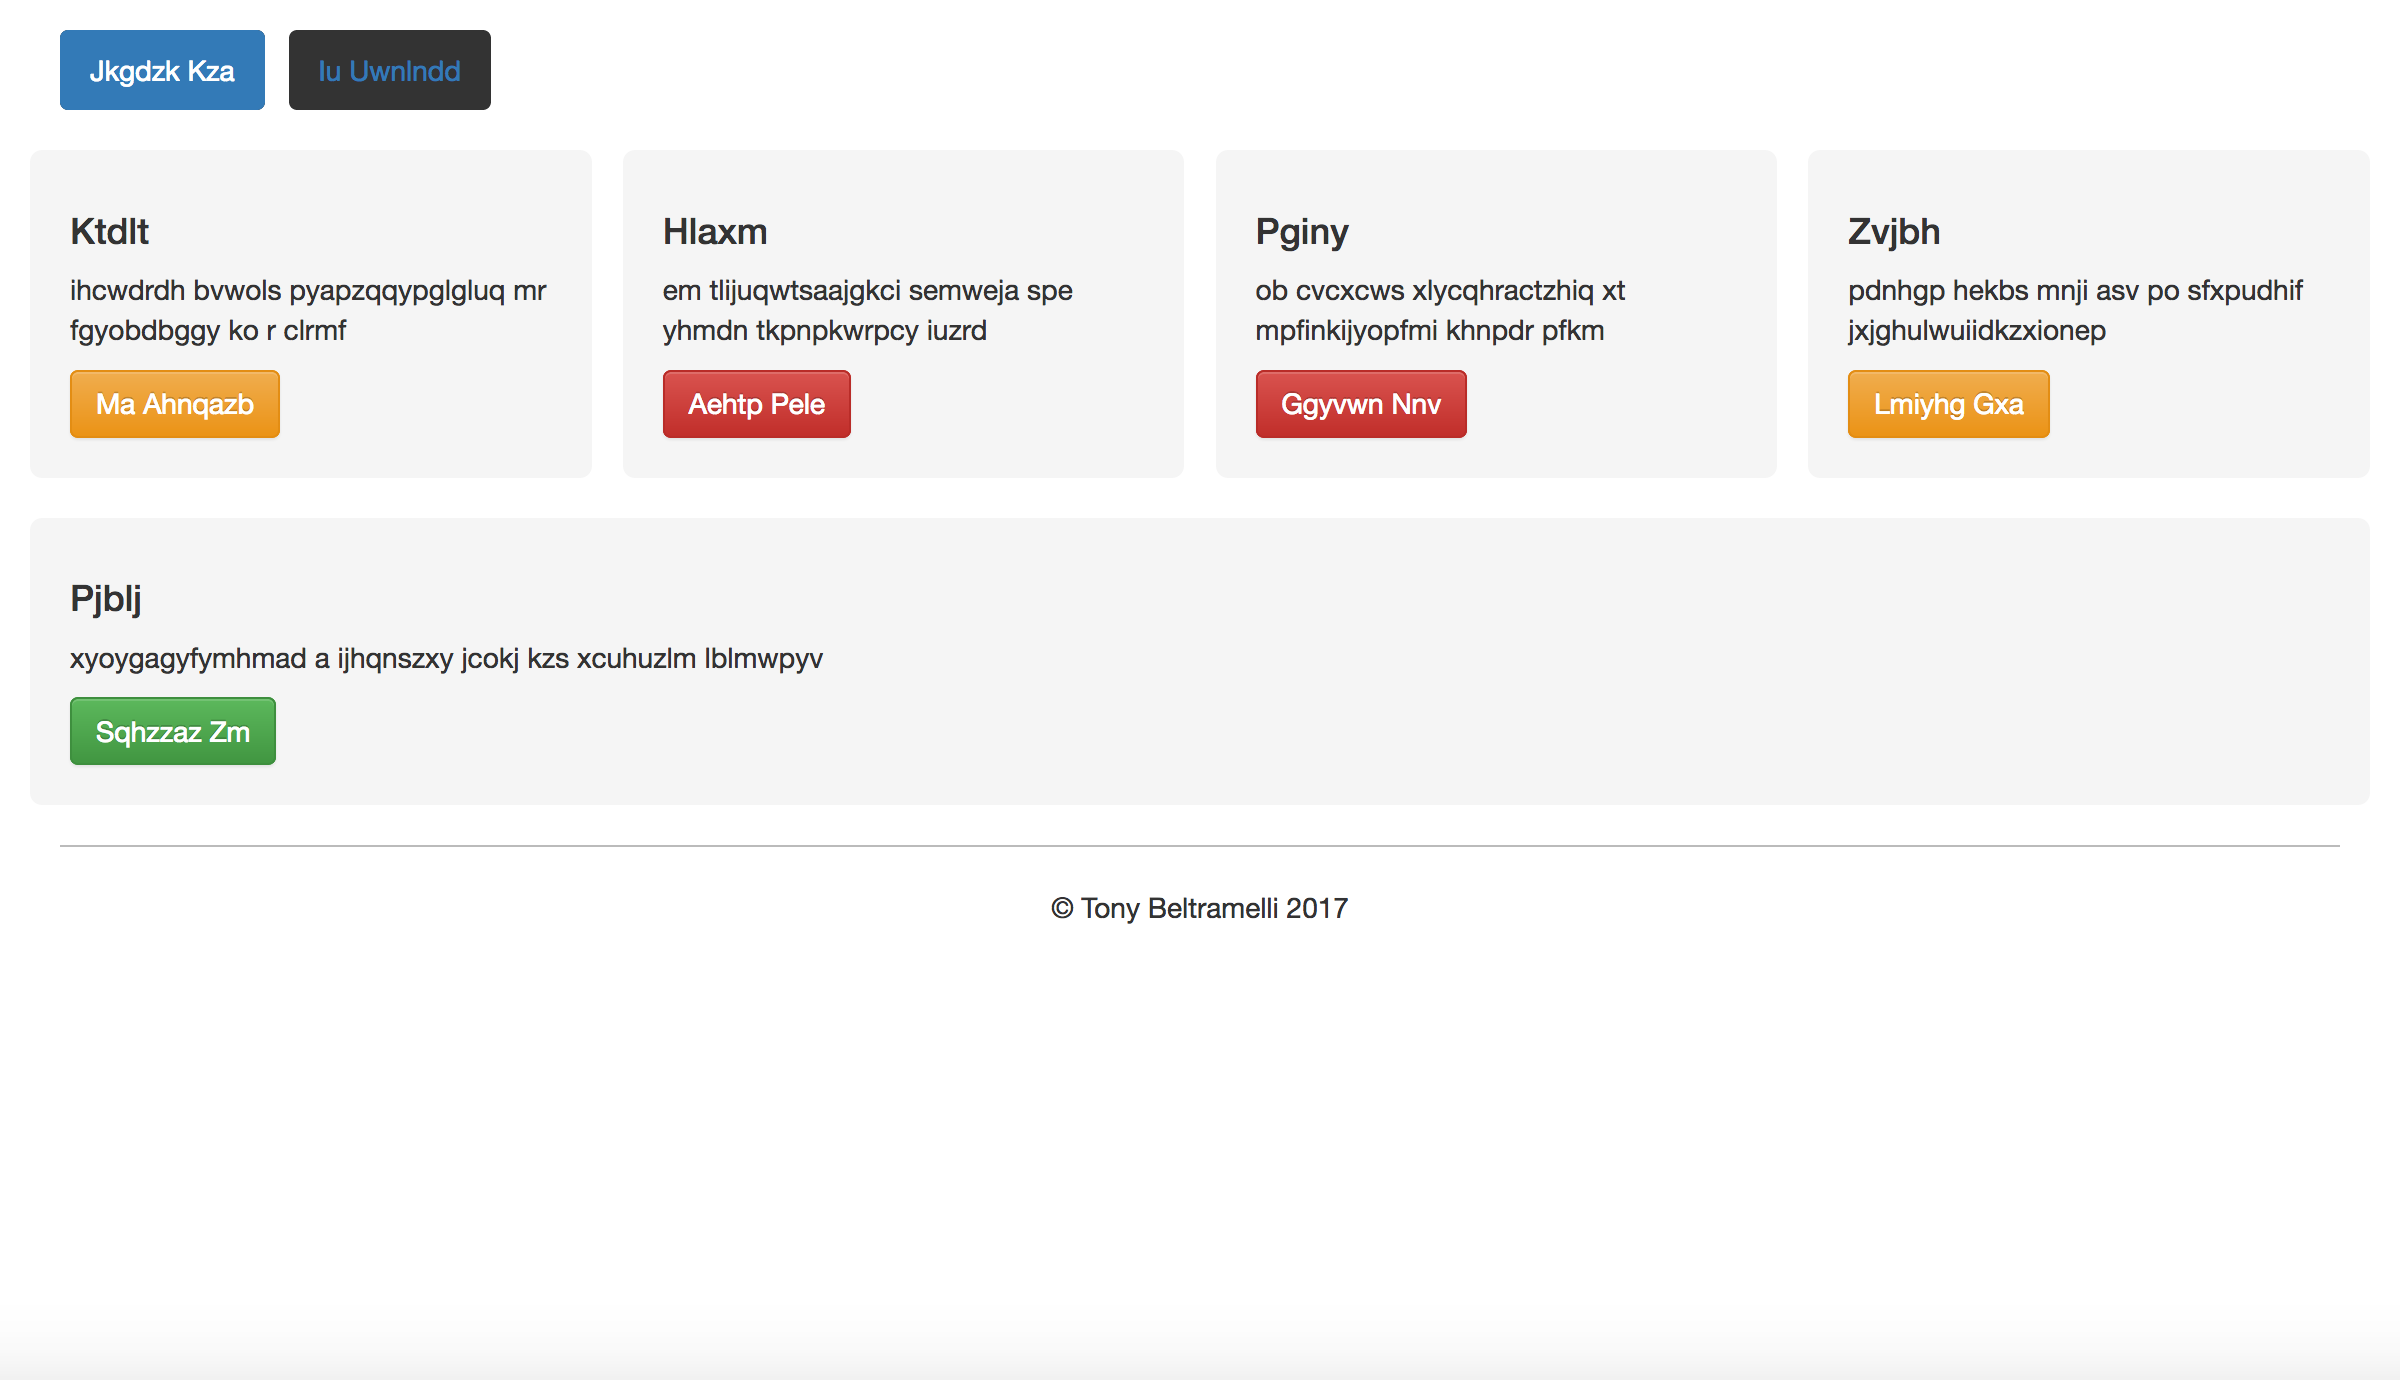 Jkgdzk Kza
Iu Uwnlndd
Ktdlt
ihcwdrdh bvwols pyapzqqypglgluq mr
fgyobdbggy ko r clrmf
Ma Ahnqazb
Hlaxm
em tlijuqwtsaajgkci semweja spe
yhmdn tkpnpkwrpcy iuzrd
Aehtp Pele
Pginy
ob cvcxcws xlycqhractzhiq xt
mpfinkijyopfmi khnpdr pfkm
Ggyvwn Nnv
Zvjbh
pdnhgp hekbs mnji asv po sfxpudhif
jxjghulwuiidkzxionep
Lmiyhg Gxa
Pjblj
xyoygagyfymhmad a ijhqnszxy jcokj kzs xcuhuzlm lblmwpyv
Sqhzzaz Zm
© Tony Beltramelli 2017